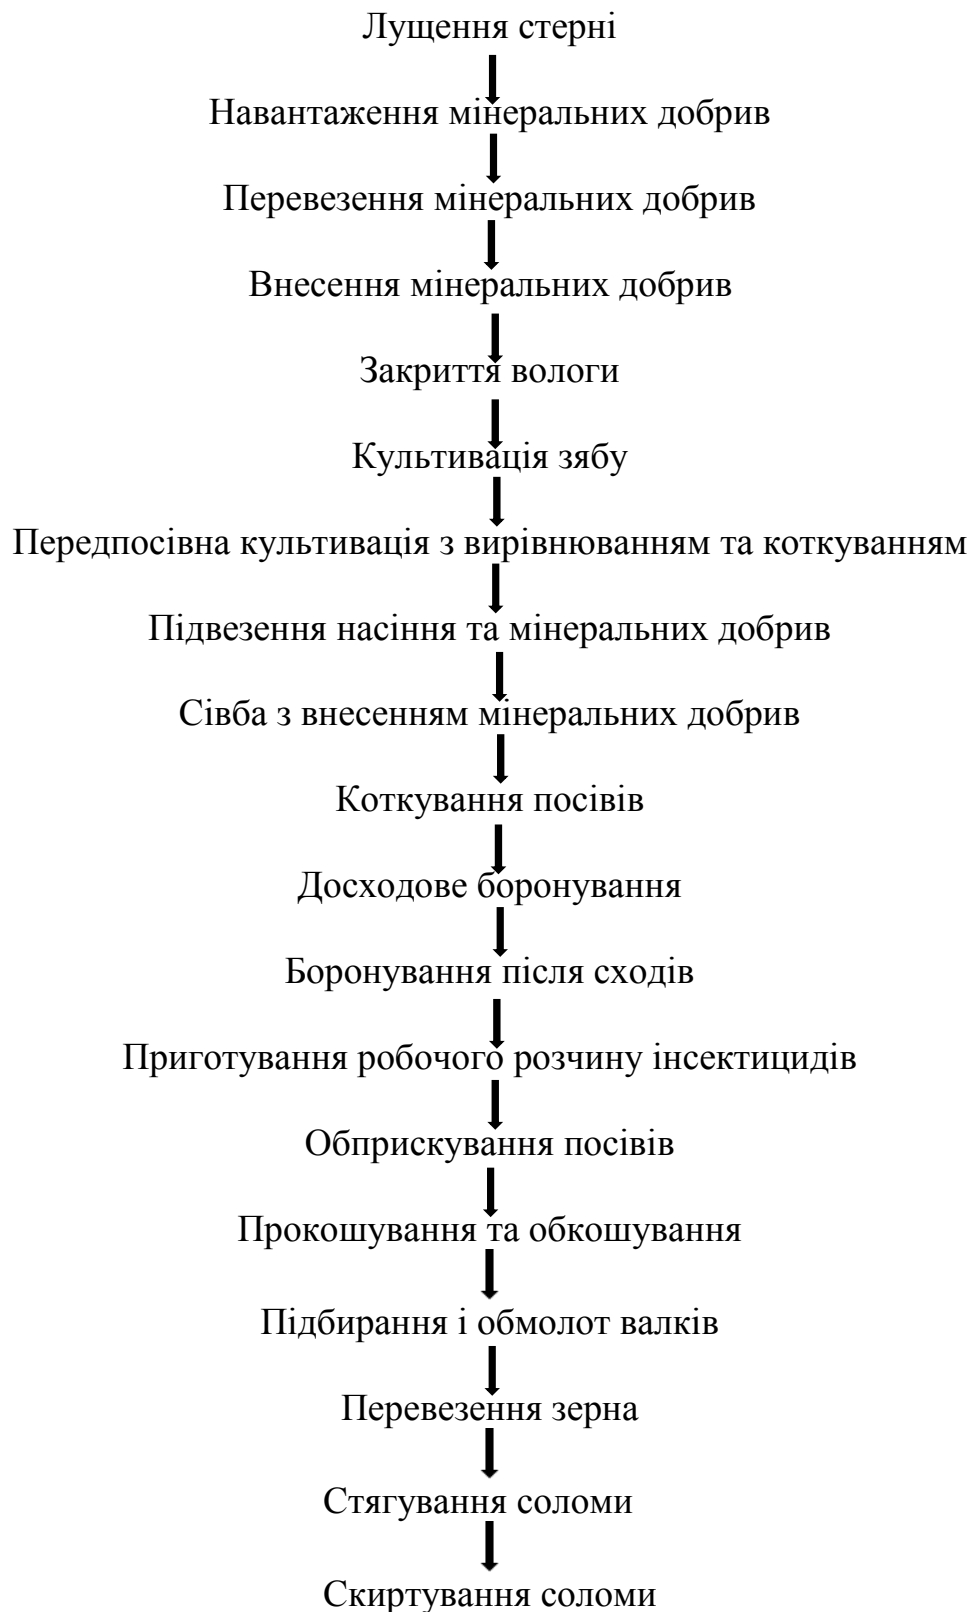 Лущення стерні
Навантаження мінеральних добрив
Перевезення мінеральних добрив
Внесення мінеральних добрив
Закриття вологи
Культивація зябу
Передпосівна культивація з вирівнюванням та коткуванням
Підвезення насіння та мінеральних добрив
Сівба з внесенням мінеральних добрив
Коткування посівів
Досходове боронування
Боронування після сходів
Приготування робочого розчину інсектицидів
Обприскування посівів
Прокошування та обкошування
Підбирання і обмолот валків
Перевезення зерна
Стягування соломи
Скиртування соломи